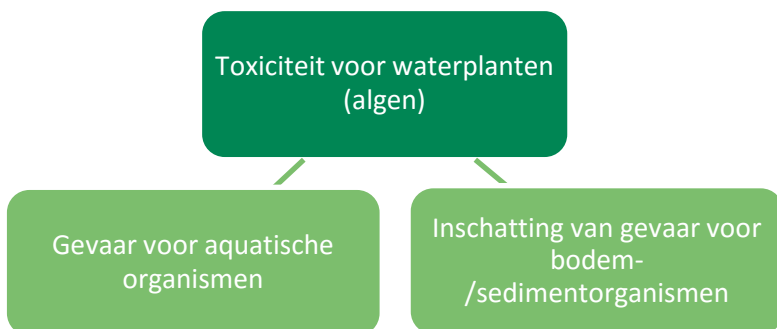 Toxiciteit voor waterplanten
(algen)
Gevaar voor aquatische
organismen
Inschatting van gevaar voor
bodem-
/sedimentorganismen